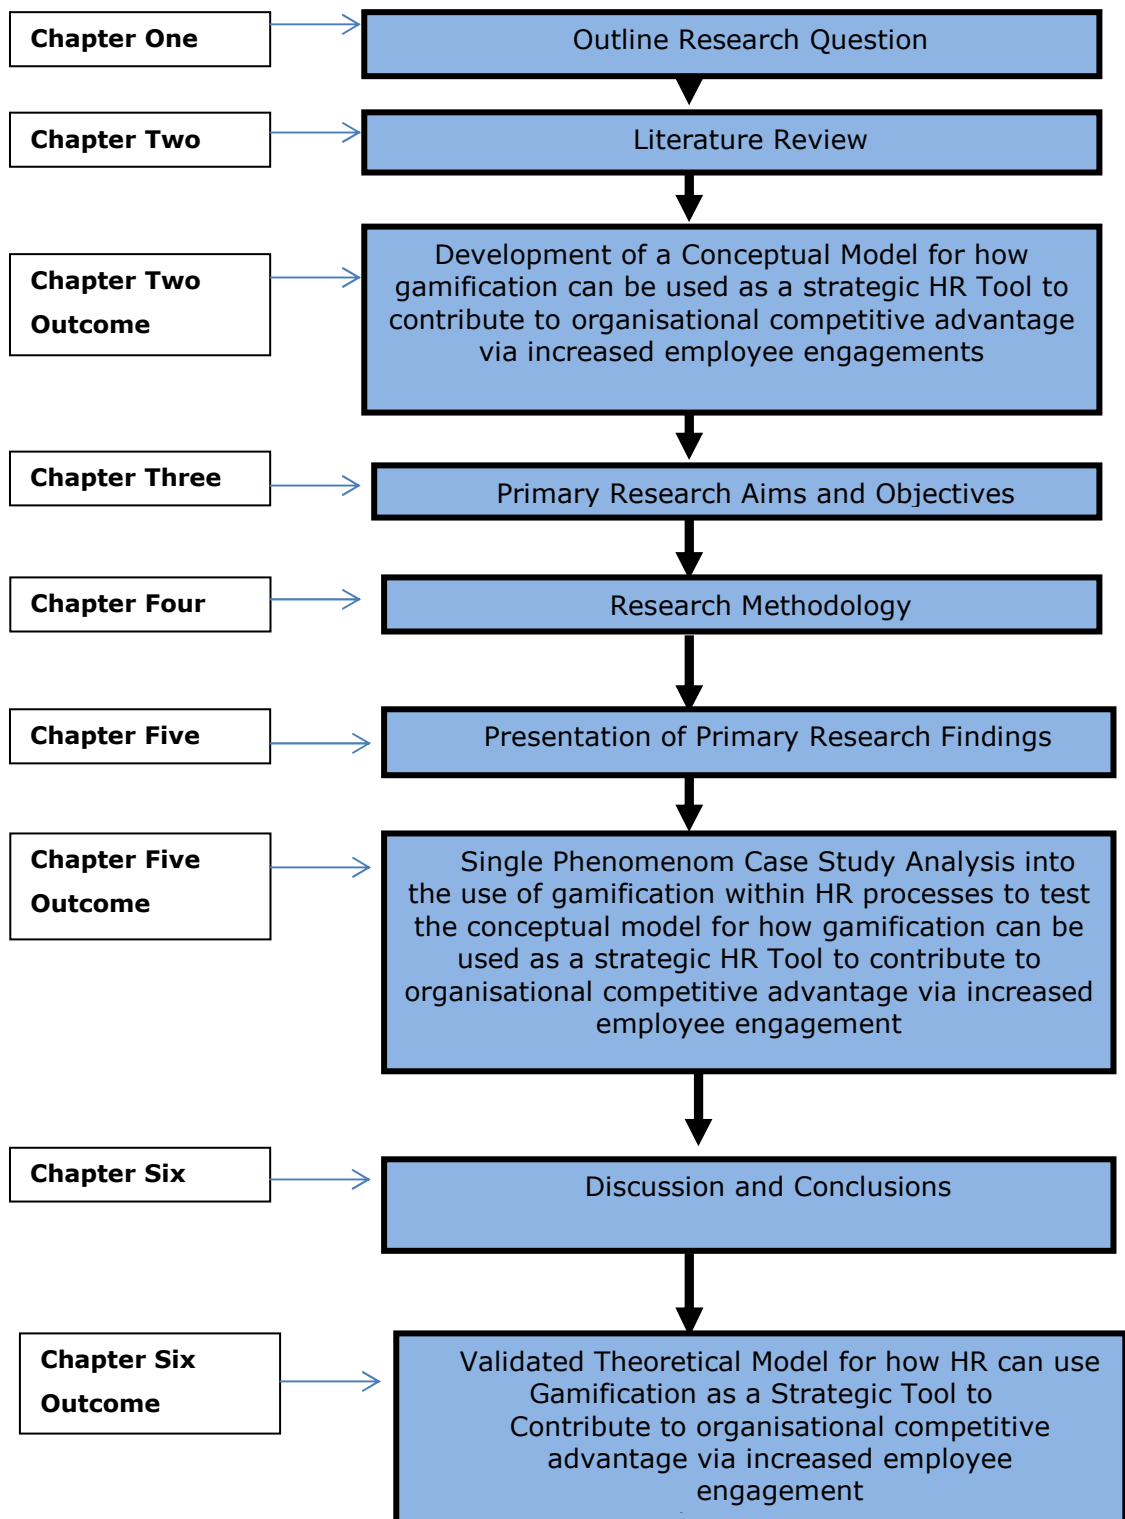 Chapter One
Outline Research Question
Chapter Two
Literature Review
Chapter Two
Outcome
Development of a Conceptual Model for how
gamification can be used as a strategic HR Tool to
contribute to organisational competitive advantage
via increased employee engagements
Chapter Three
Primary Research Aims and Objectives
Chapter Four
Research Methodology
Chapter Five
Presentation of Primary Research Findings
Chapter Five
Outcome
Single Phenomenom Case Study Analysis into
the use of gamification within HR processes to test
the conceptual model for how gamification can be
used as a strategic HR Tool to contribute to
organisational competitive advantage via increased
employee engagement
Chapter Six
Discussion and Conclusions
Chapter Six
Outcome
Validated Theoretical Model for how HR can use
Gamification as a Strategic Tool to
Contribute to organisational competitive
advantage via increased employee
engagement